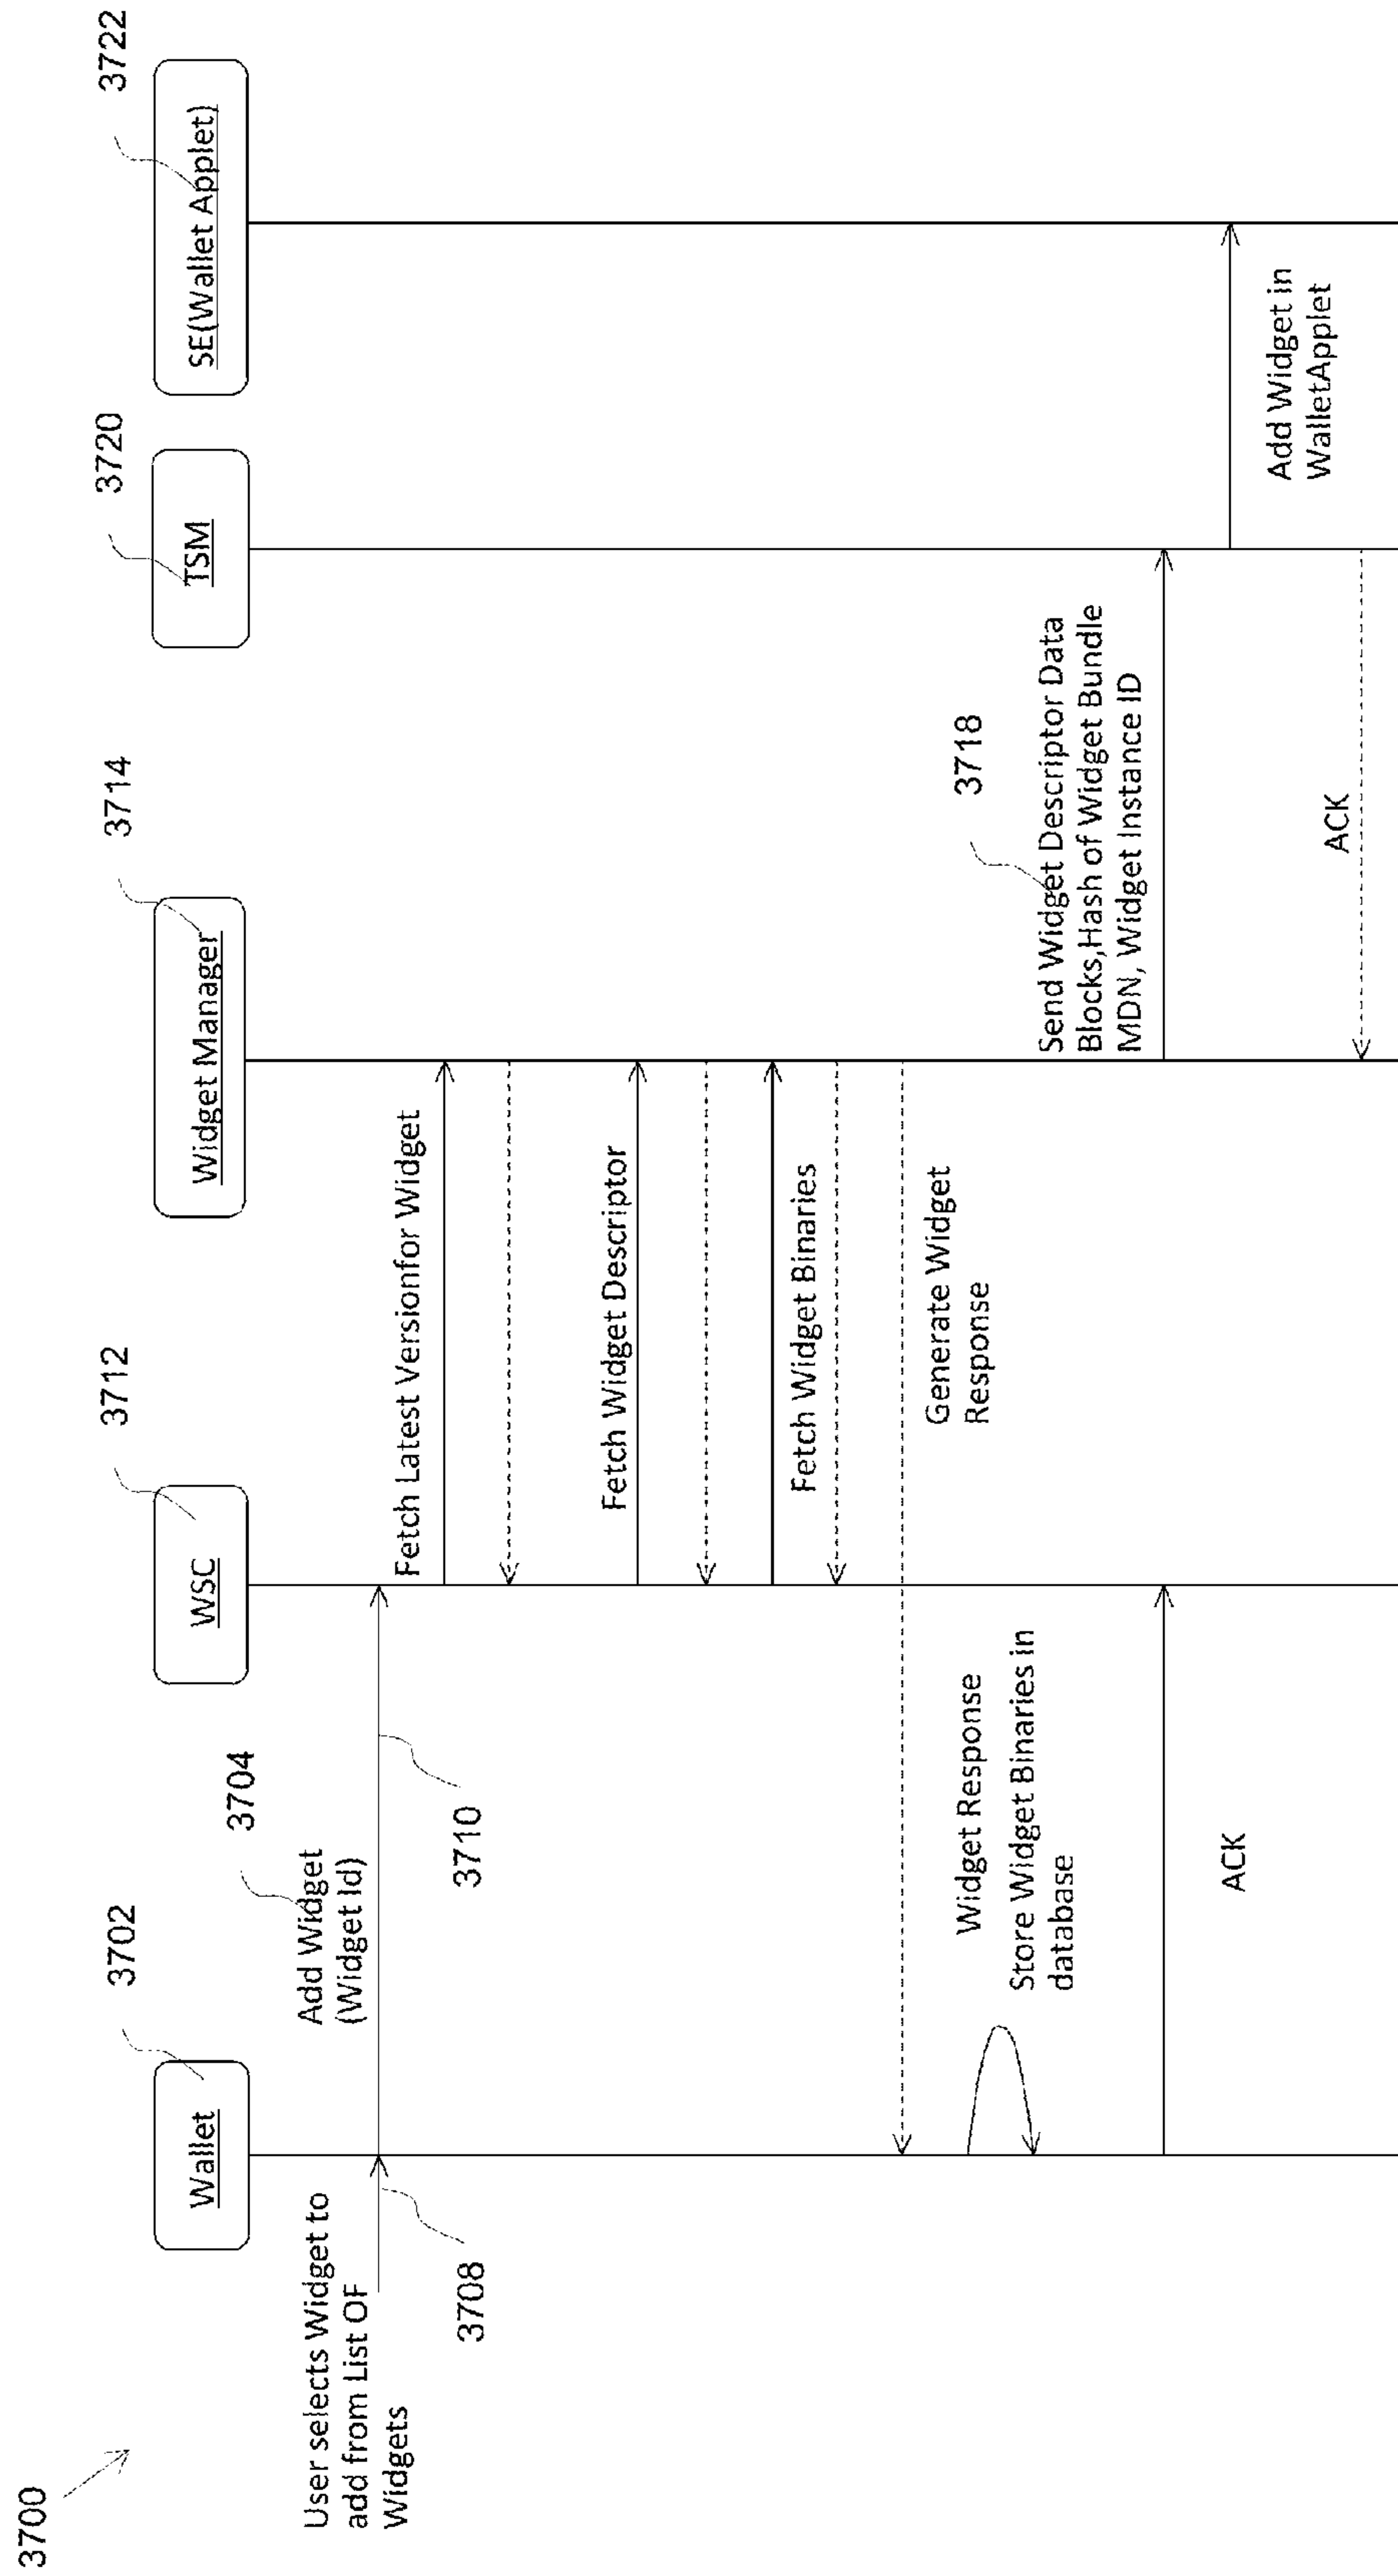 3700
3702
3704
3712
3714
3720
3722
Wallet
WSC
Widget Manager
TSM
SE(Wallet Applet)
User selects Widget to
add from List OF
Widgets
3708
Add Widget
(Widget Id)
3710
Fetch Latest Versionfor Widget
Fetch Widget Descriptor
Fetch Widget Binaries
Generate Widget
Response
Widget Response
Store Widget Binaries in
database
ACK
3718
Send Widget Descriptor Data
Blocks,Hash of Widget Bundle
MDN, Widget Instance ID
Add Widget in
WalletApplet
ACK